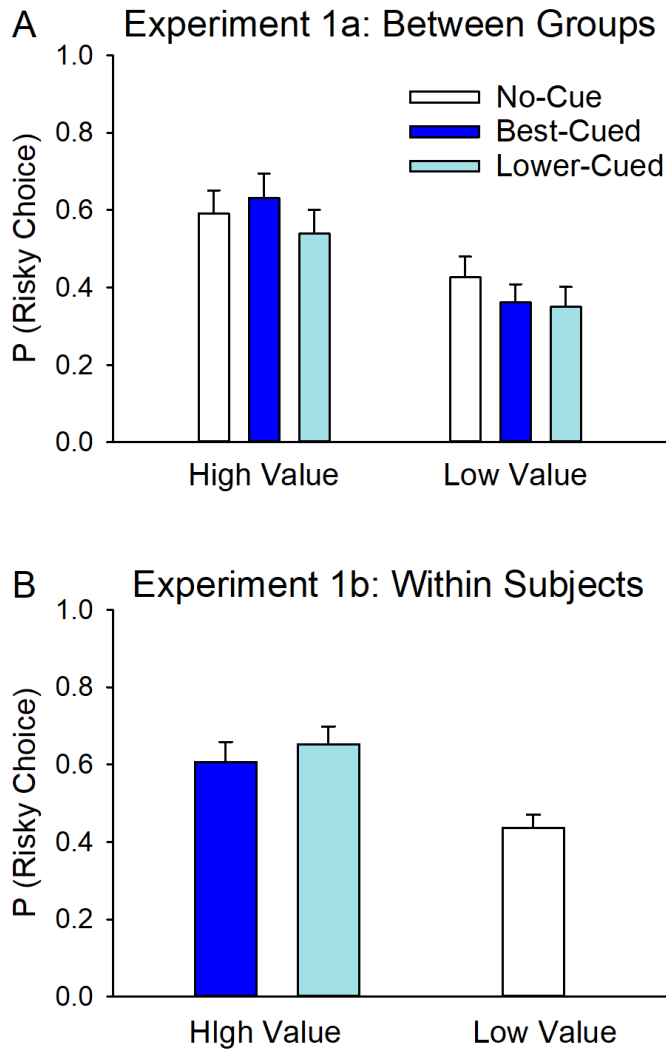 A Experiment 1a: Between Groups
1.0
No-Cue
Best-Cued
Lower-Cued
0.8
0.6
0.4
0.2
0.0
P (Risky Choice)
High Value Low Value
B Experiment 1b: Within Subjects
1.0
0.8
0.6
0.4
0.2
0.0
P (Risky Choice)
HIgh Value Low Value